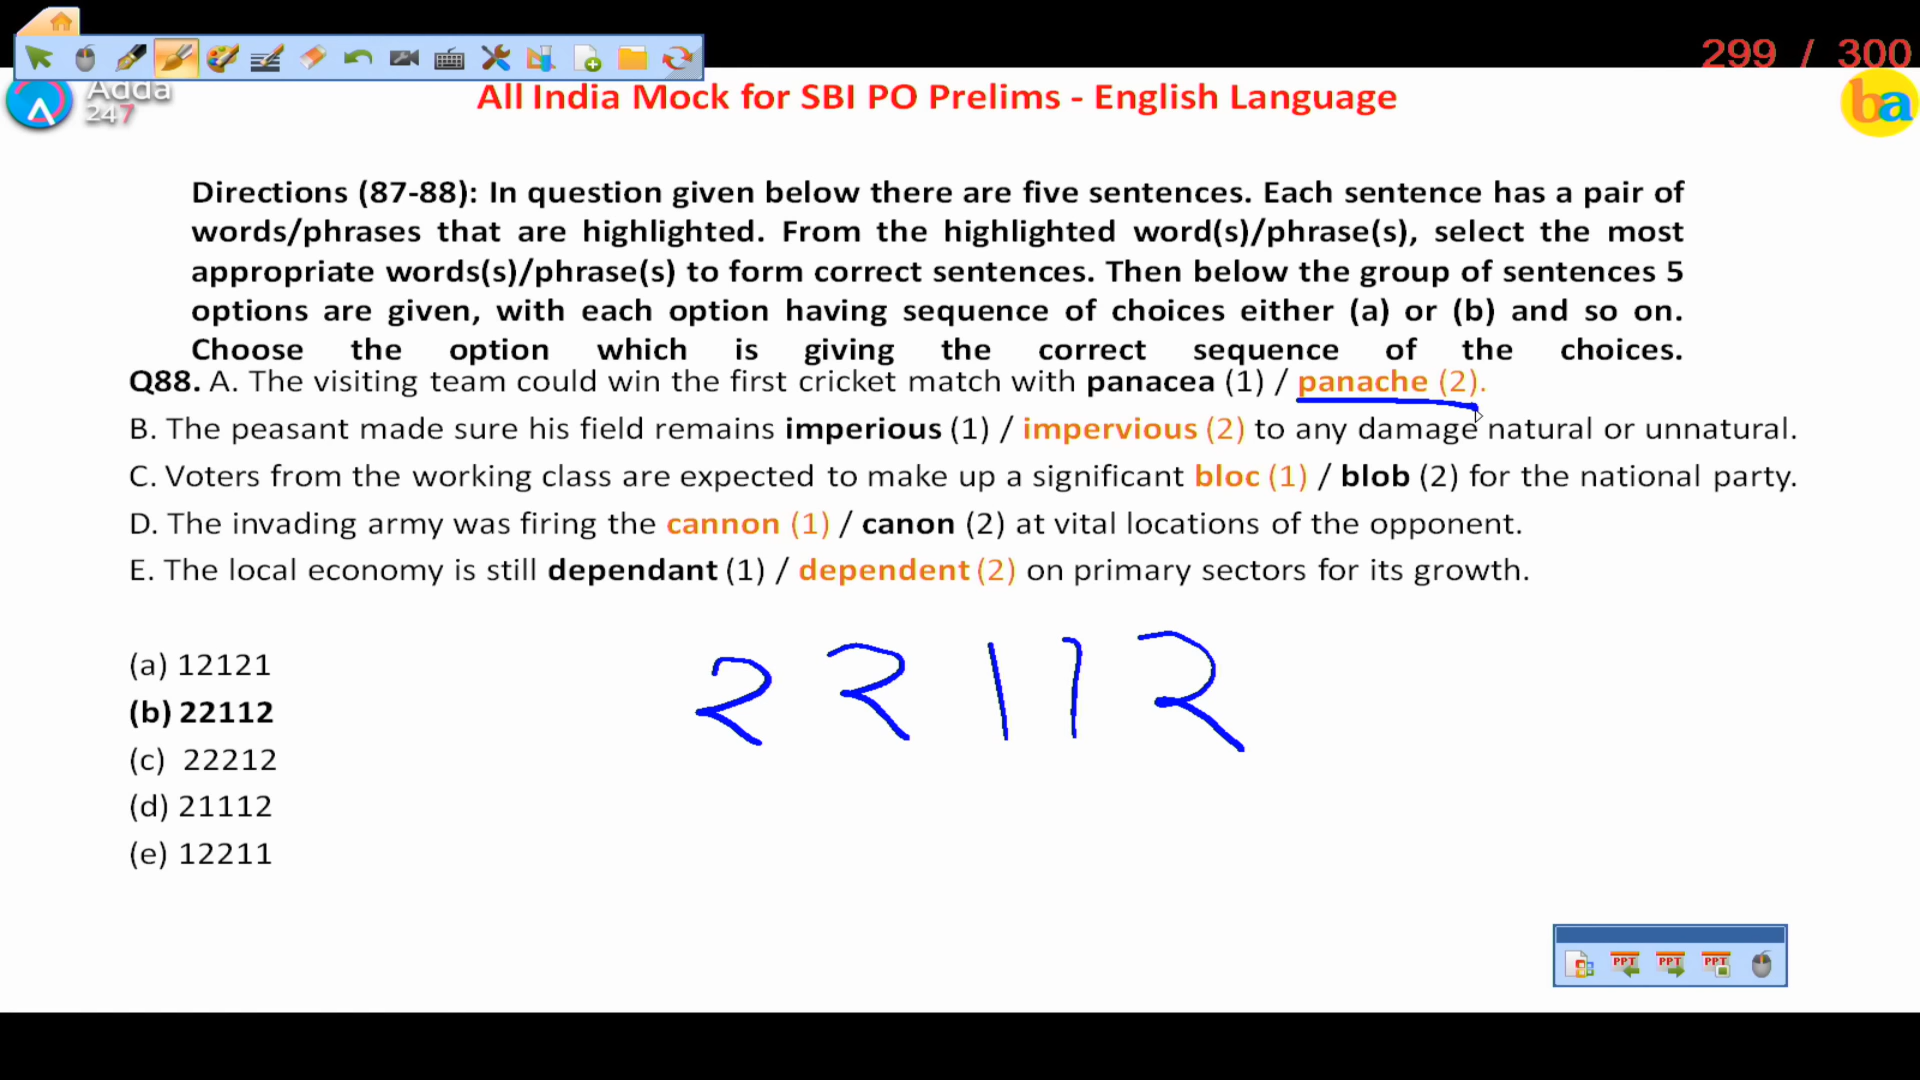 299 / 300
Adda
247
All India Mock for SBI PO Prelims - English Language
ba
Directions (87-88): In question given below there are five sentences. Each sentence has a pair of
words/phrases that are highlighted. From the highlighted word(s)/phrase(s), select the most
appropriate words(s)/phrase(s) to form correct sentences. Then below the group of sentences 5
options are given, with each option having sequence of choices either (a) or (b) and so on.
Choose the option which is giving the correct sequence of the choices.
Q88. A. The visiting team could win the first cricket match with panacea (1) / panache (2).
B. The peasant made sure his field remains imperious (1) / impervious (2) to any damage natural or unnatural.
C. Voters from the working class are expected to make up a significant bloc (1) / blob (2) for the national party.
D. The invading army was firing the cannon (1) / canon (2) at vital locations of the opponent.
E. The local economy is still dependant (1) / dependent (2) on primary sectors for its growth.
2 2 1 1 2
(a) 12121
(b) 22112
(c) 22212
(d) 21112
(e) 12211
PPT PPT PPT